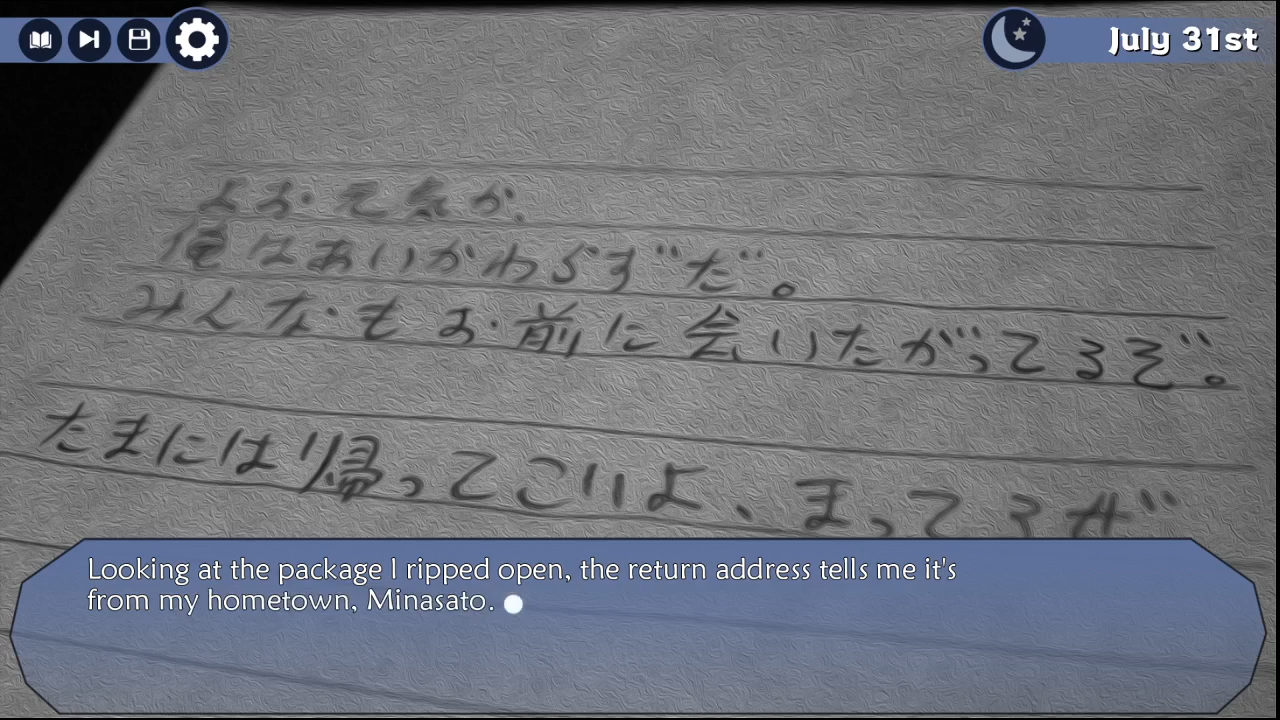 July 31st
よお元気か。
俺はあいかわらずだ。
みんなもお前に会いたがってるぞ。
たまには帰ってこいよ、まってるぜ
Looking at the package I ripped open, the return address tells me it's
from my hometown, Minasato.